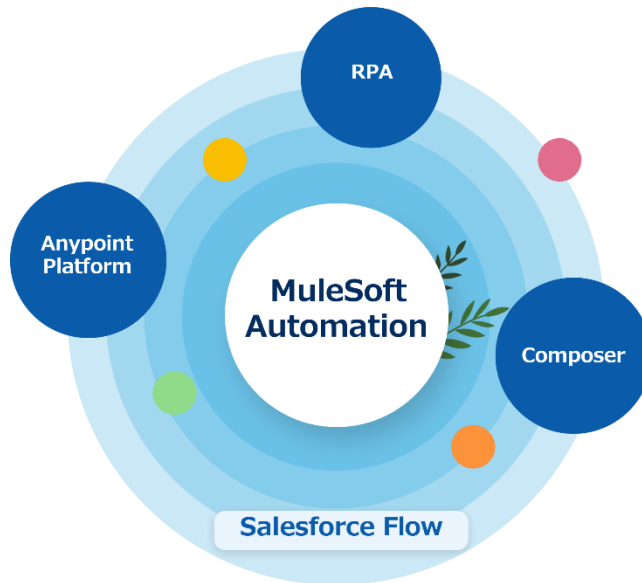 RPA
Anypoint
Platform
MuleSoft
Automation
Composer
Salesforce Flow